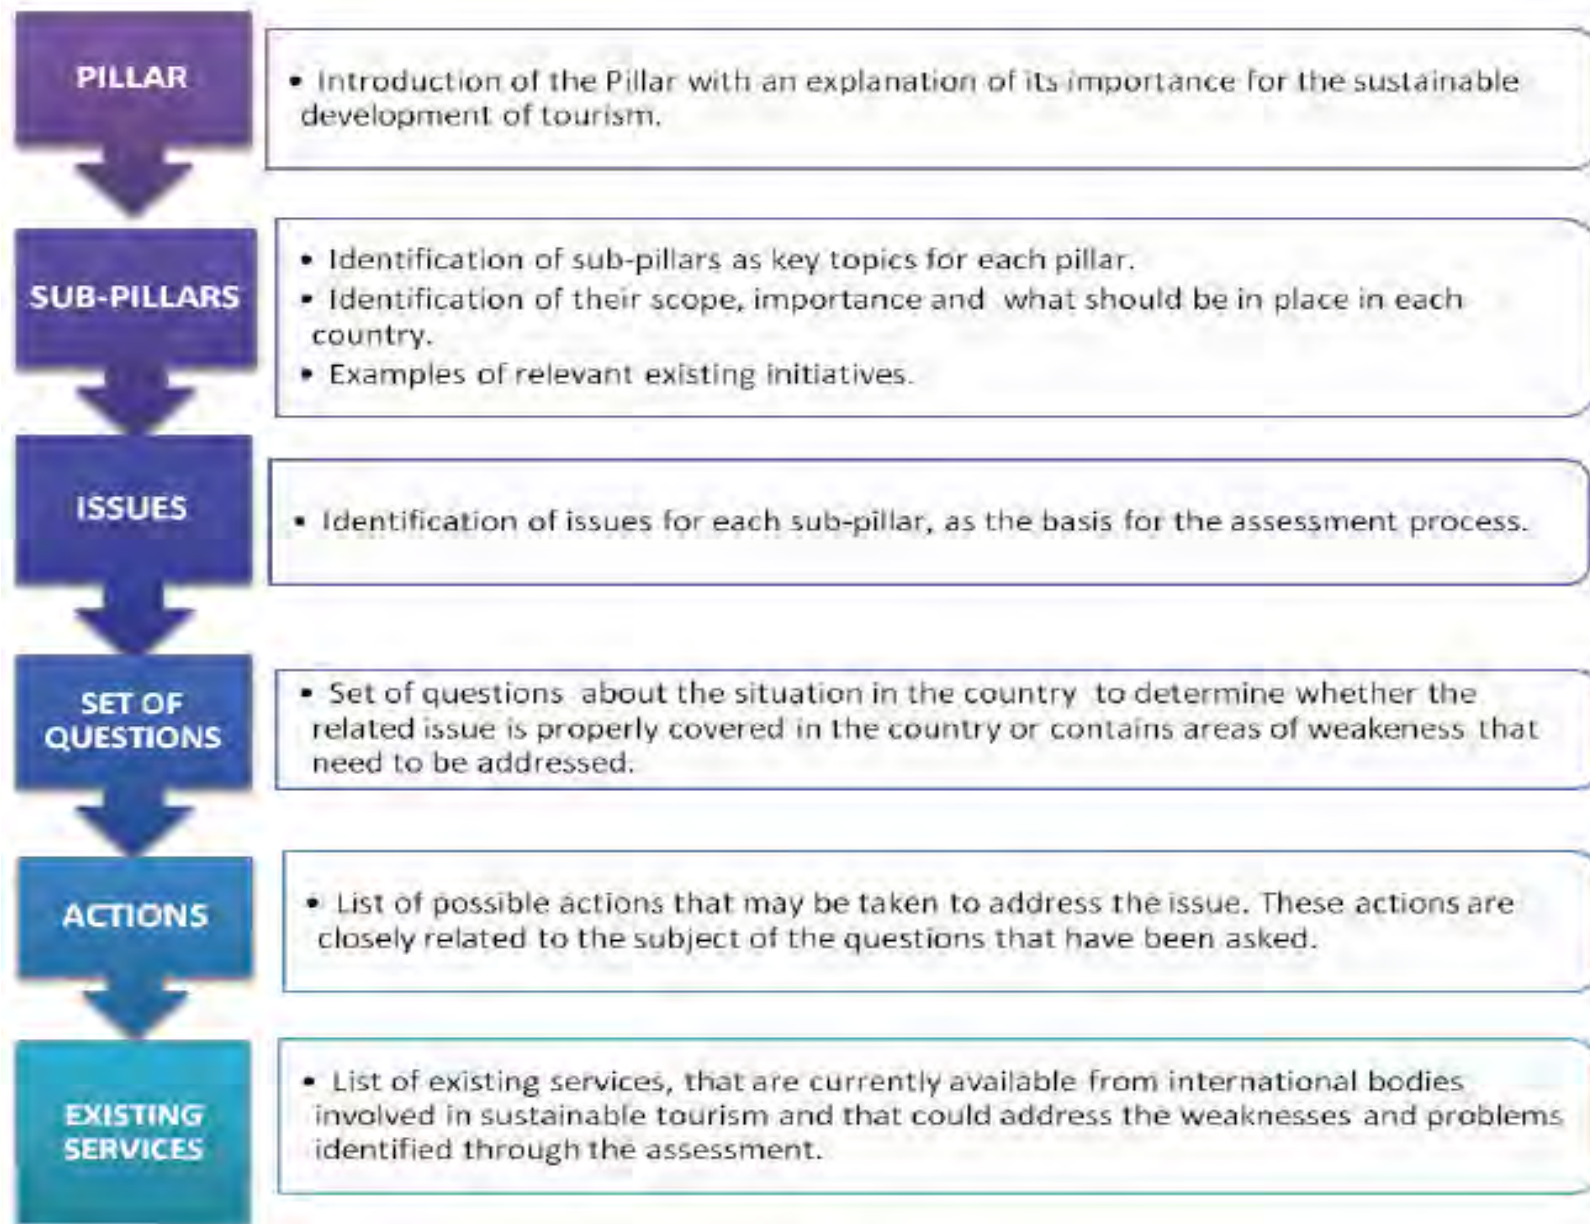 PILLAR
• Introduction of the Pillar with an explanation of its importance for the sustainable
development of tourism.
SUB-PILLARS
• Identification of sub-pillars as key topics for each pillar.
• Identification of their scope, importance and what should be in place in each
country.
• Examples of relevant existing initiatives.
ISSUES
• Identification of issues for each sub-pillar, as the basis for the assessment process.
SET OF
QUESTIONS
• Set of questions about the situation in the country to determine whether the
related issue is properly covered in the country or contains areas of weakeness that
need to be addressed.
ACTIONS
• List of possible actions that may be taken to address the issue. These actions are
closely related to the subject of the questions that have been asked.
EXISTING
SERVICES
• List of existing services, that are currently available from international bodies
involved in sustainable tourism and that could address the weaknesses and problems
identified through the assessment.